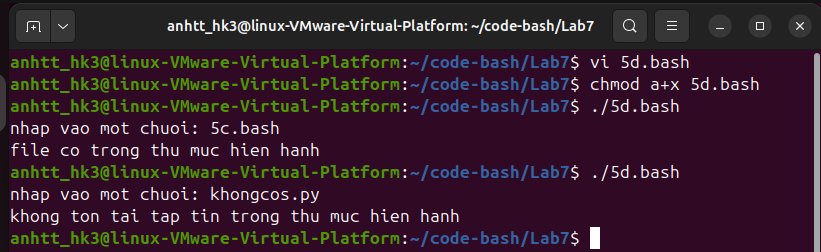 anhtt_hk3@linux-VMware-Virtual-Platform: ~/code-bash/Lab7
anhtt_hk3@linux-VMware-Virtual-Platform:~/code-bash/Lab7$ vi 5d.bash
anhtt_hk3@linux-VMware-Virtual-Platform:~/code-bash/Lab7$ chmod a+x 5d.bash
anhtt_hk3@linux-VMware-Virtual-Platform:~/code-bash/Lab7$ ./5d.bash
nhap vao mot chuoi: 5c.bash
file co trong thu muc hien hanh
anhtt_hk3@linux-VMware-Virtual-Platform:~/code-bash/Lab7$ ./5d.bash
nhap vao mot chuoi: khongcos.py
khong ton tai tap tin trong thu muc hien hanh
anhtt_hk3@linux-VMware-Virtual-Platform:~/code-bash/Lab7$